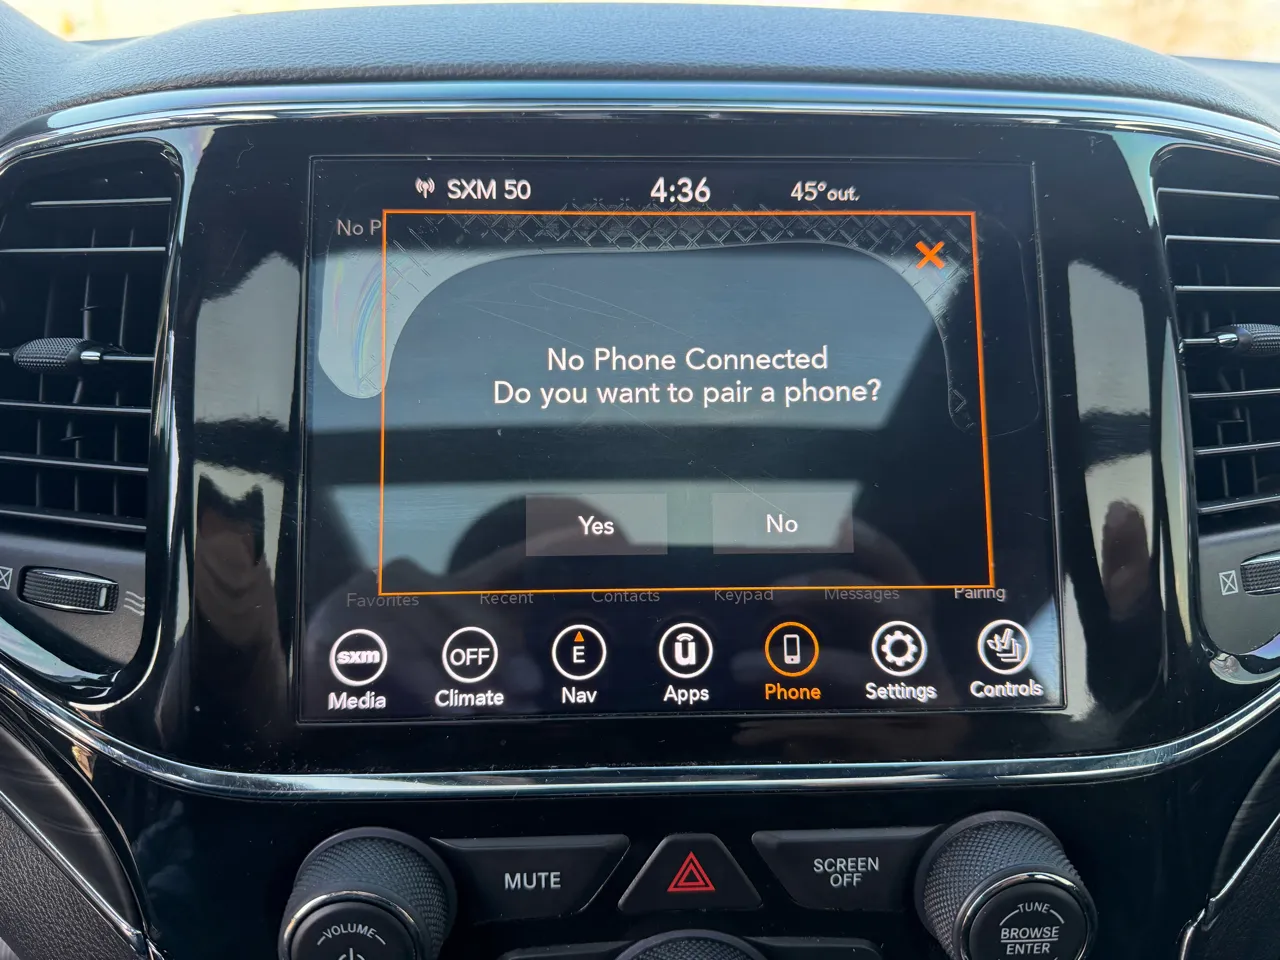 SXM 50
4:36
45° out.
No P
No Phone Connected
Do you want to pair a phone?
Yes
No
Favorites
Recent
Contacts
Keypad
Messages
Pairing
sxm
OFF
E
u
Media
Climate
Nav
Apps
Phone
Settings
Controls
MUTE
SCREEN
OFF
VOLUME
TUNE
BROWSE
ENTER